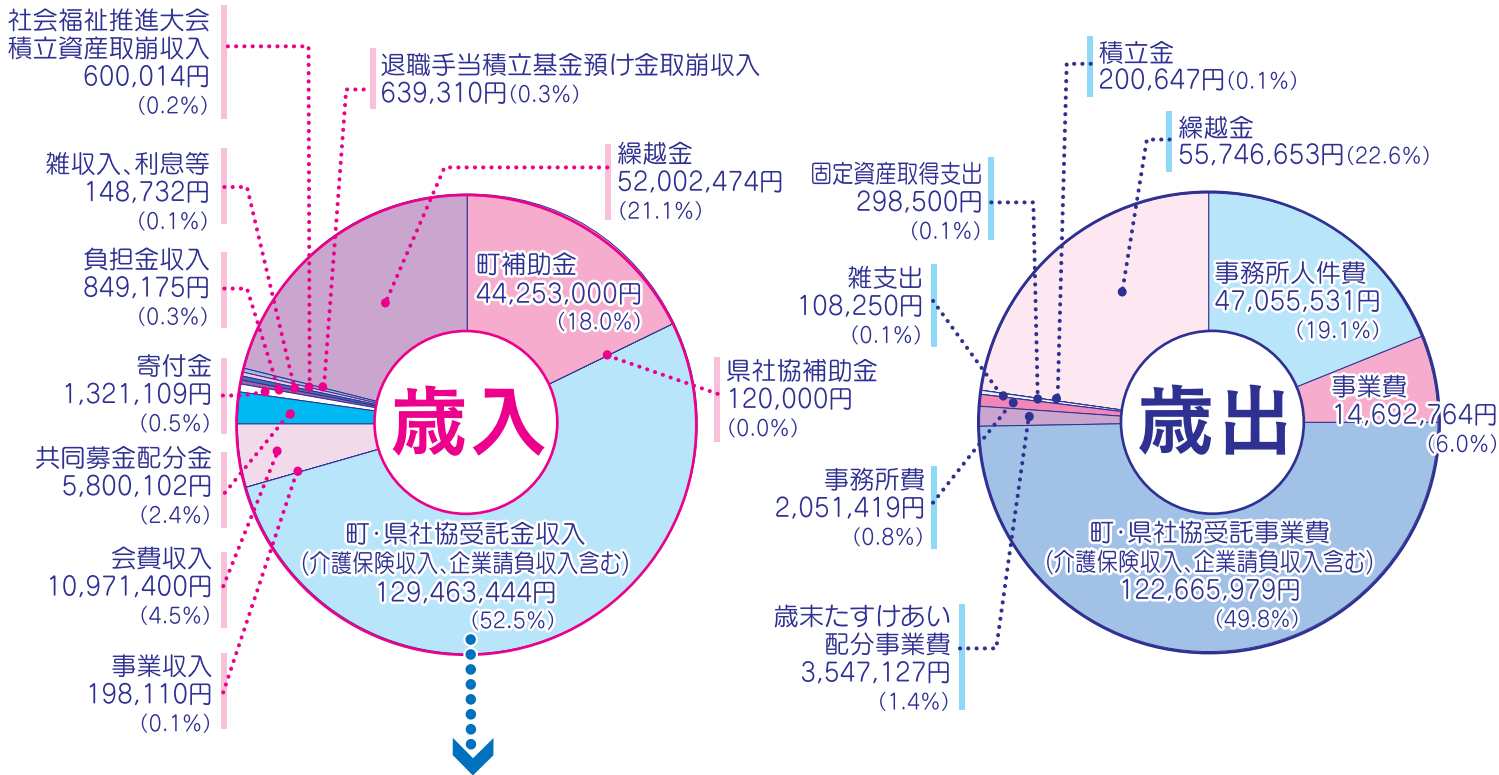 社会福祉推進大会
積立資産取崩収入
600,014円
(0.2%)
退職手当積立基金預け金取崩収入
639,310円(0.3%)
雑収入、利息等
148,732円
(0.1%)
繰越金
52,002,474円
(21.1%)
負担金収入
849,175円
(0.3%)
町補助金
44,253,000円
(18.0%)
寄付金
1,321,109円
(0.5%)
県社協補助金
120,000円
(0.0%)
歳入
共同募金配分金
5,800,102円
(2.4%)
会費収入
10,971,400円
(4.5%)
町・県社協受託金収入
(介護保険収入、企業請負収入含む)
129,463,444円
(52.5%)
事業収入
198,110円
(0.1%)
積立金
200,647円(0.1%)
繰越金
55,746,653円(22.6%)
固定資産取得支出
298,500円
(0.1%)
雑支出
108,250円
(0.1%)
事務所人件費
47,055,531円
(19.1%)
事業費
14,692,764円
(6.0%)
歳出
事務所費
2,051,419円
(0.8%)
町・県社協受託事業費
(介護保険収入、企業請負収入含む)
122,665,979円
(49.8%)
歳末たすけあい
配分事業費
3,547,127円
(1.4%)